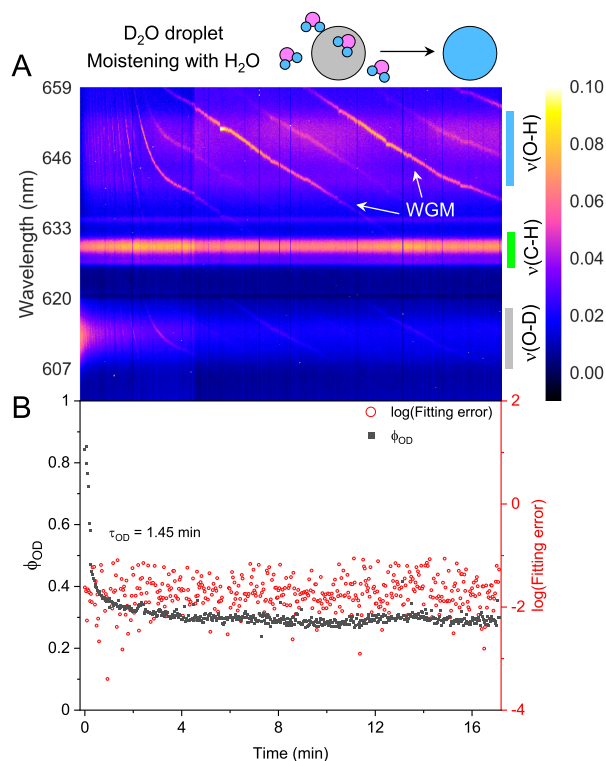 D₂O droplet
Moistening with H₂O
A
659
646
633
620
607
Wavelength (nm)
WGM
ν(O-H)
ν(C-H)
ν(O-D)
0.10
0.08
0.06
0.04
0.02
0.00
B
1
0.8
0.6
0.4
0.2
0
ϕOD
log(Fitting error)
ϕOD
τOD = 1.45 min
2
0
-2
-4
log(Fitting error)
0 4 8 12 16
Time (min)